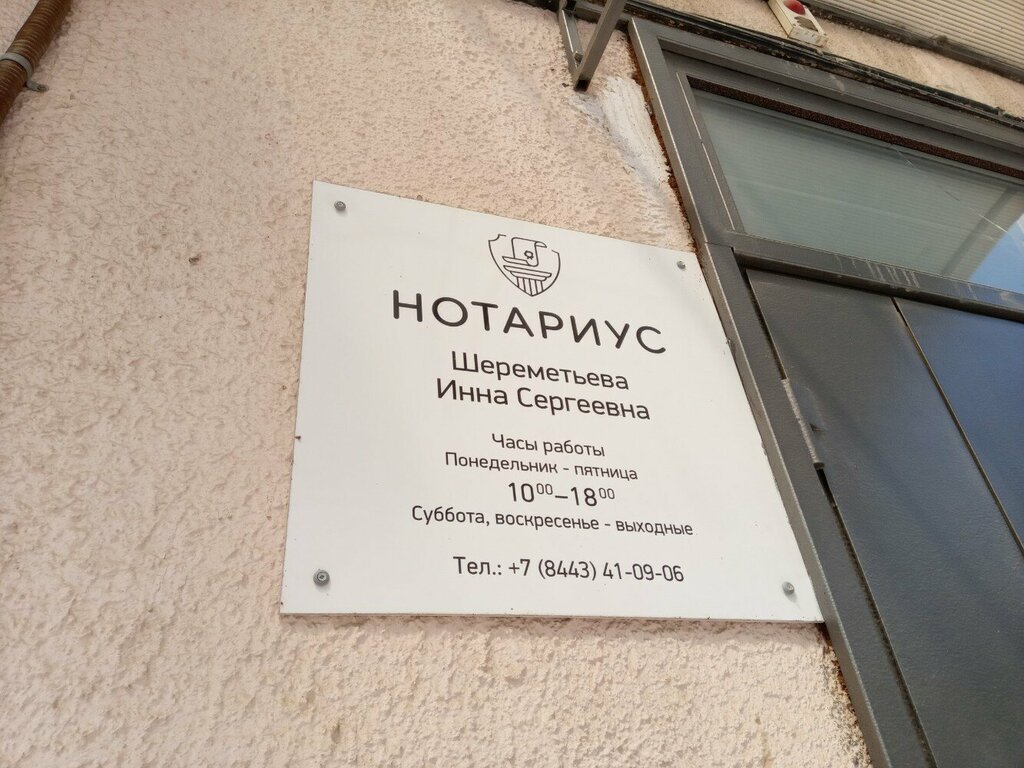 НОТАРИУС
Шереметьева
Инна Сергеевна
Часы работы
Понедельник - пятница
10⁰⁰–18⁰⁰
Суббота, воскресенье - выходные
Тел.: +7 (8443) 41-09-06